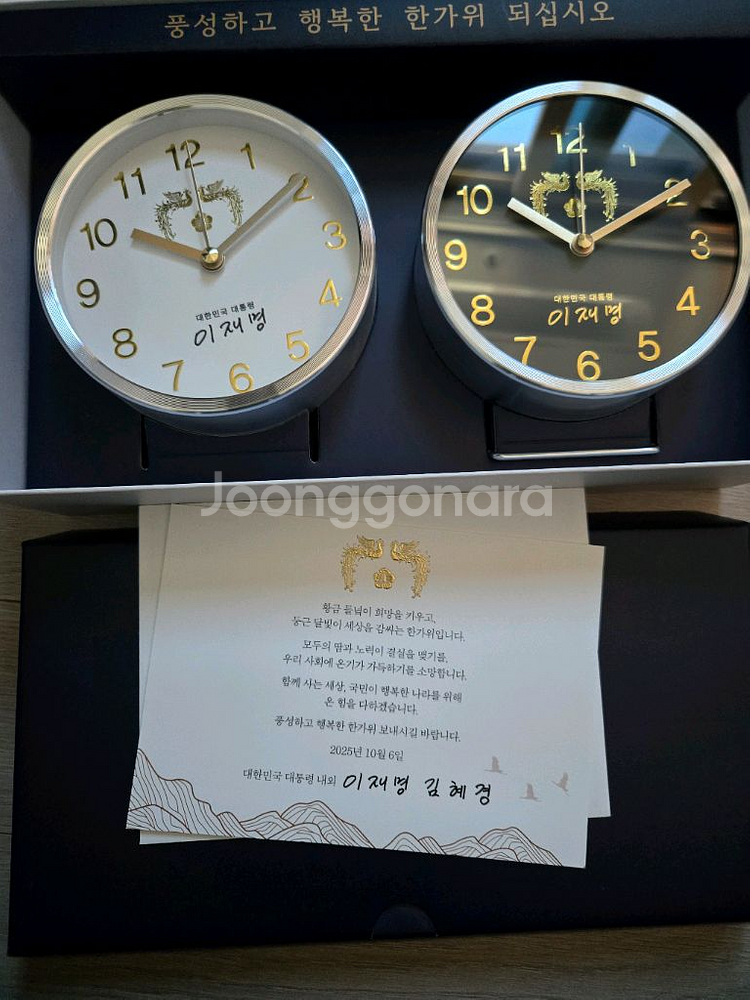 풍성하고 행복한 한가위 되십시오
12
1
2
3
4
5
6
7
8
9
10
11
대한민국 대통령
이재명
12
1
2
3
4
5
6
7
8
9
10
11
대한민국 대통령
이재명
Joonggonara
황금 들녘이 희망을 키우고,
둥근 달빛이 세상을 감싸는 한가위입니다.
모두의 땀과 노력이 결실을 맺기를,
우리 사회에 온기가 가득하기를 소망합니다.
함께 사는 세상, 국민이 행복한 나라를 위해
온 힘을 다하겠습니다.
풍성하고 행복한 한가위 보내시길 바랍니다.
2025년 10월 6일
대한민국 대통령 내외 이재명 김혜경